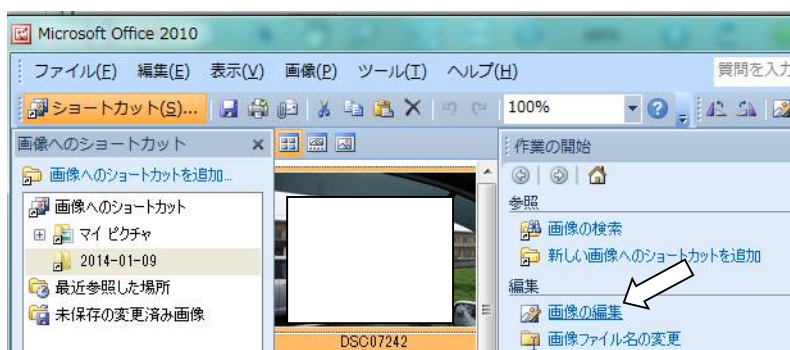 Microsoft Office 2010
ファイル(F) 編集(E) 表示(V) 画像(P) ツール(T) ヘルプ(H) 質問を入力
ショートカット(S)... 100%
画像へのショートカット
作業の開始
画像へのショートカットを追加...
画像へのショートカット
マイ ピクチャ
2014-01-09
最近参照した場所
未保存の変更済み画像
DSC07242
参照
画像の検索
新しい画像へのショートカットを追加
編集
画像の編集
画像ファイル名の変更